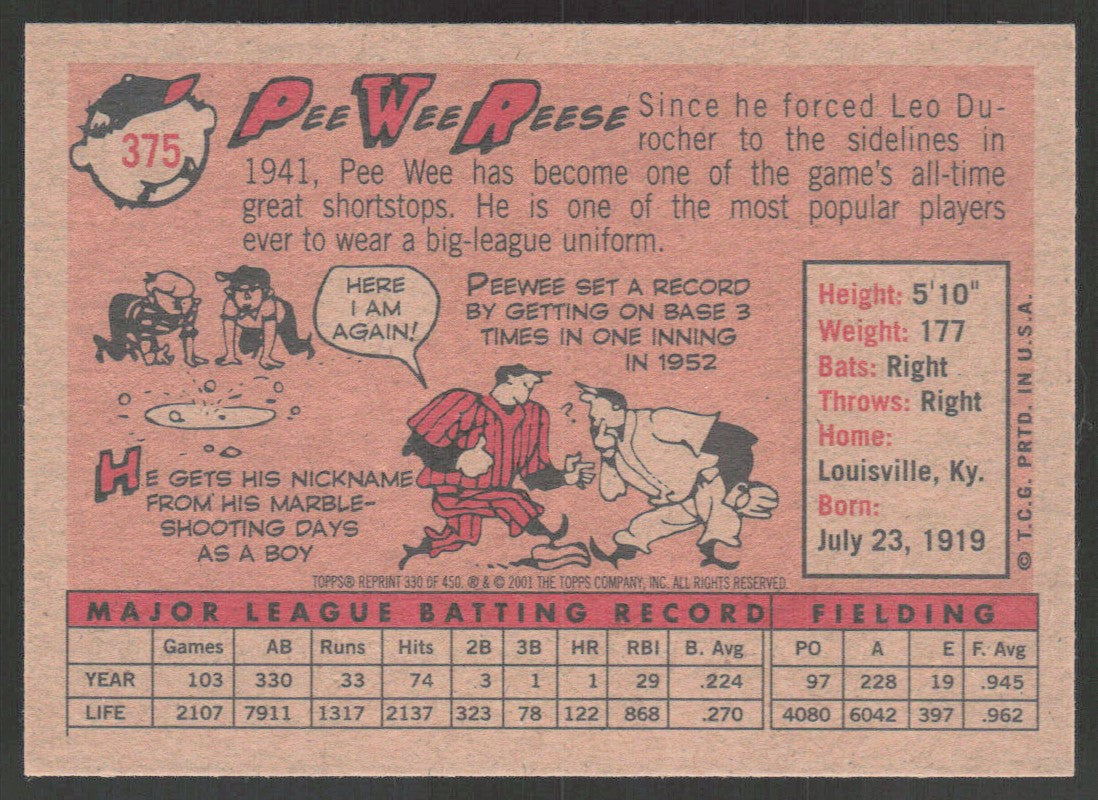 375
PEE WEE REESE
Since he forced Leo Du-
rocher to the sidelines in
1941, Pee Wee has become one of the game's all-time
great shortstops. He is one of the most popular players
ever to wear a big-league uniform.
HERE
I AM
AGAIN!
PEEWEE SET A RECORD
BY GETTING ON BASE 3
TIMES IN ONE INNING
IN 1952
?
HE GETS HIS NICKNAME
FROM HIS MARBLE-
SHOOTING DAYS
AS A BOY
Height: 5'10"
Weight: 177
Bats: Right
Throws: Right
Home:
Louisville, Ky.
Born:
July 23, 1919
© T.C.G. PRTD. IN U.S.A.
TOPPS® REPRINT 330 OF 450. ® & © 2001 THE TOPPS COMPANY, INC. ALL RIGHTS RESERVED.
MAJOR LEAGUE BATTING RECORD FIELDING
Games AB Runs Hits 2B 3B HR RBI B. Avg PO A E F. Avg
YEAR 103 330 33 74 3 1 1 29 .224 97 228 19 .945
LIFE 2107 7911 1317 2137 323 78 122 868 .270 4080 6042 397 .962